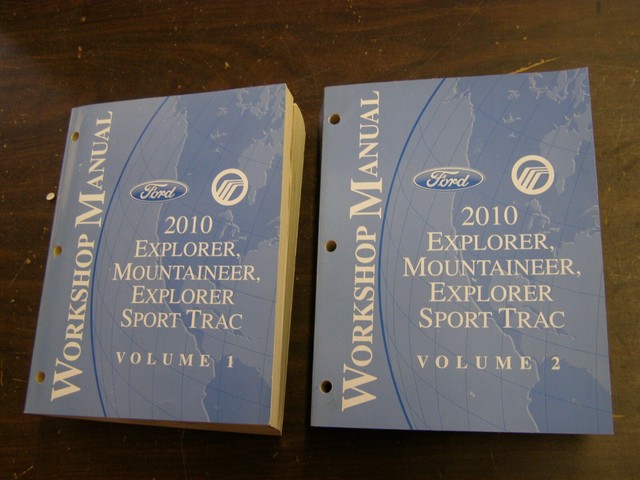 WORKSHOP MANUAL
Ford
2010
EXPLORER,
MOUNTAINEER,
EXPLORER
SPORT TRAC
VOLUME 1
WORKSHOP MANUAL
Ford
2010
EXPLORER,
MOUNTAINEER,
EXPLORER
SPORT TRAC
VOLUME 2